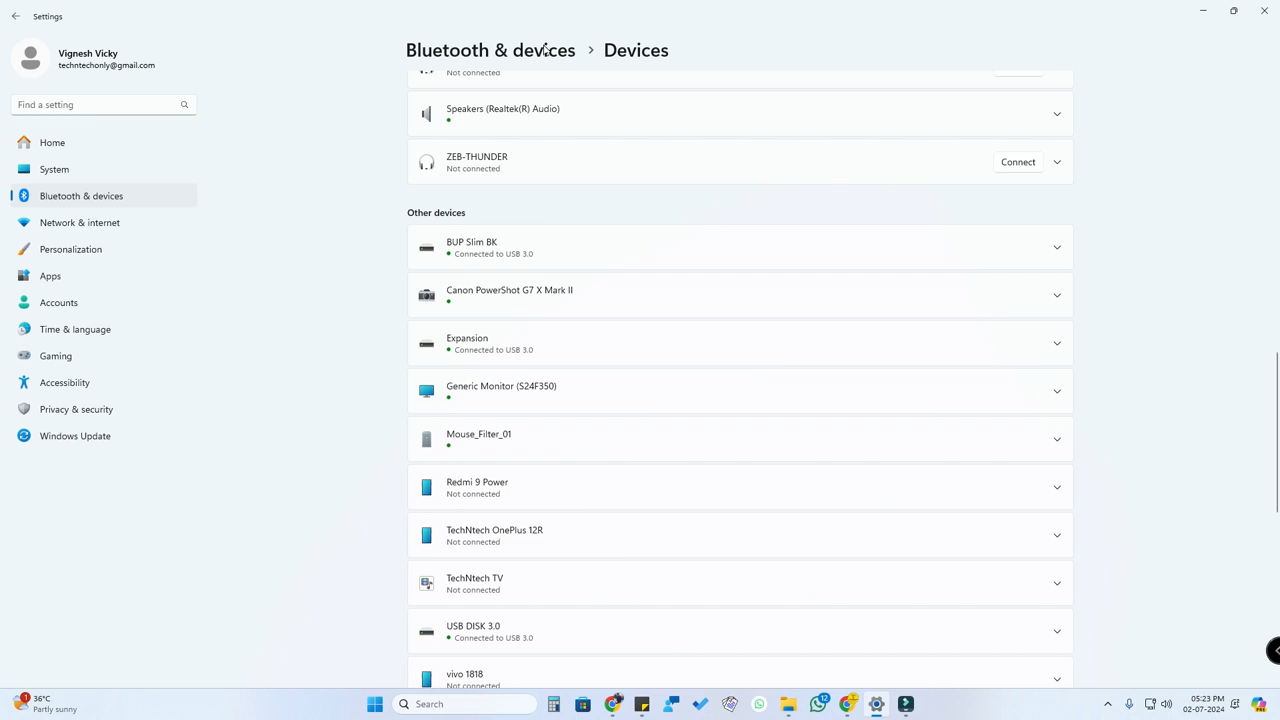 Settings
Vignesh Vicky
techntechonly@gmail.com
Find a setting
Home
System
Bluetooth & devices
Network & internet
Personalization
Apps
Accounts
Time & language
Gaming
Accessibility
Privacy & security
Windows Update
Bluetooth & devices > Devices
Not connected
Speakers (Realtek(R) Audio)
ZEB-THUNDER
Not connected
Connect
Other devices
BUP Slim BK
Connected to USB 3.0
Canon PowerShot G7 X Mark II
Expansion
Connected to USB 3.0
Generic Monitor (S24F350)
Mouse_Filter_01
Redmi 9 Power
Not connected
TechNtech OnePlus 12R
Not connected
TechNtech TV
Not connected
USB DISK 3.0
Connected to USB 3.0
vivo 1818
Not connected
1
36°C
Partly sunny
Search
12
05:23 PM
02-07-2024